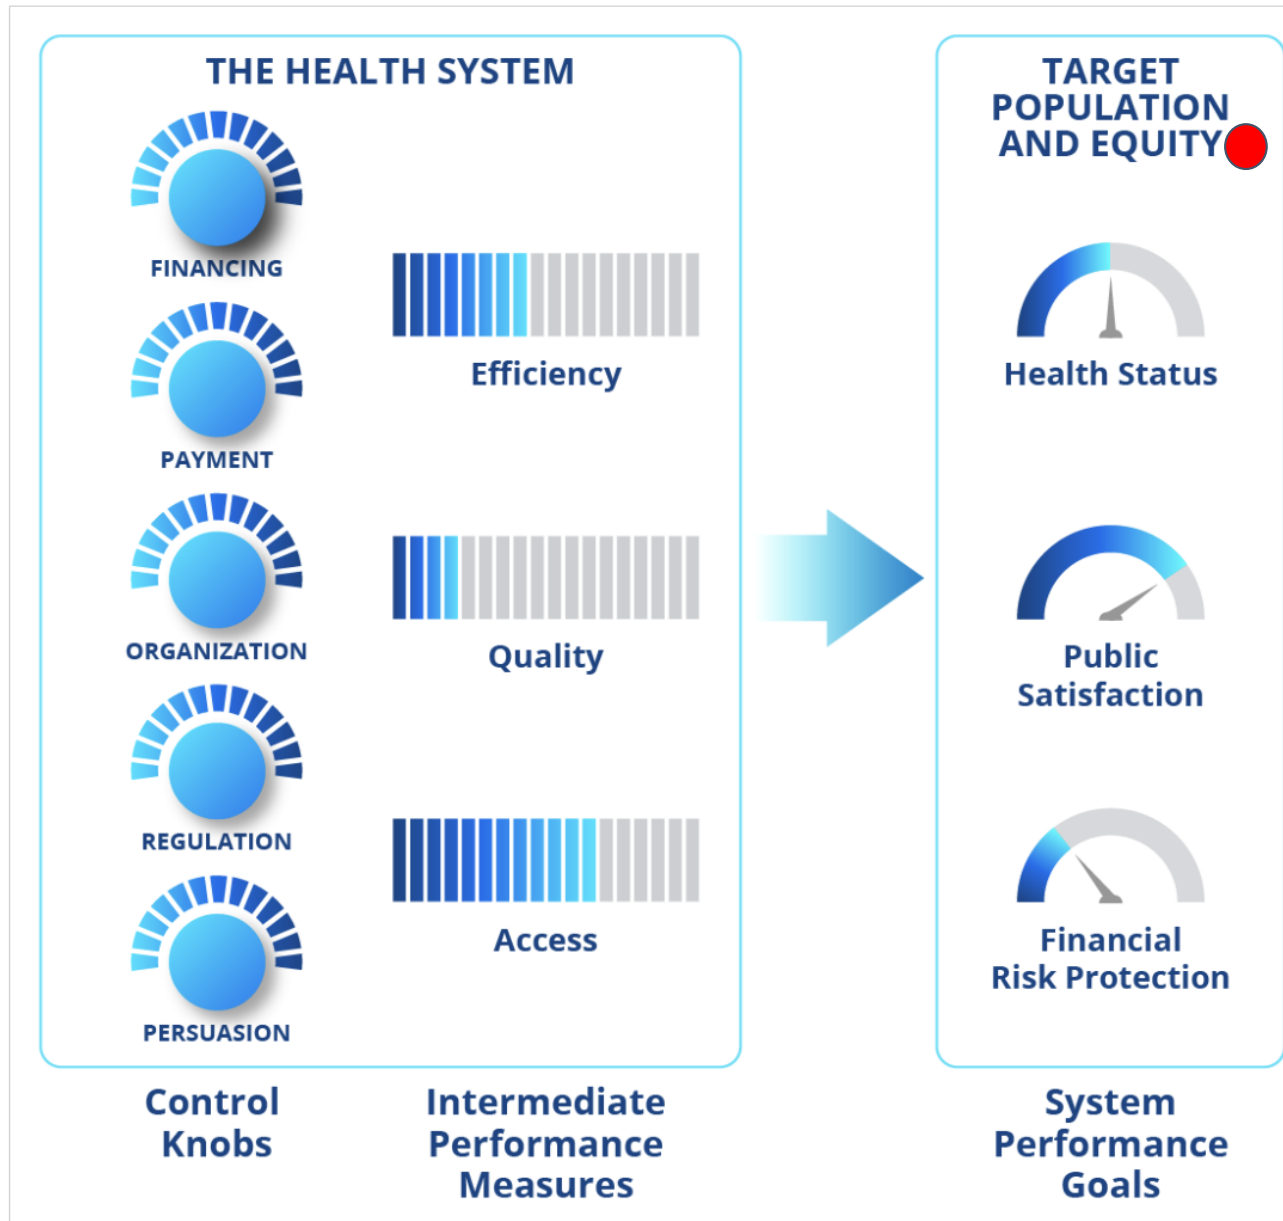 THE HEALTH SYSTEM
FINANCING
PAYMENT
ORGANIZATION
REGULATION
PERSUASION
Efficiency
Quality
Access
TARGET
POPULATION
AND EQUITY
Health Status
Public
Satisfaction
Financial
Risk Protection
Control
Knobs
Intermediate
Performance
Measures
System
Performance
Goals